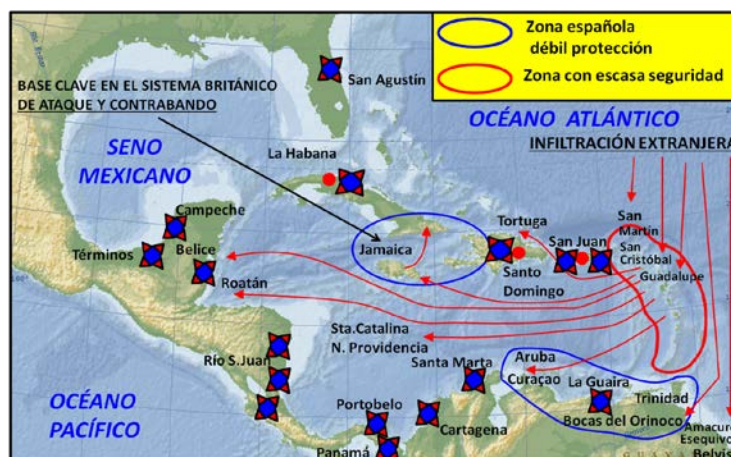 Zona española
débil protección
Zona con escasa seguridad
San Agustín
BASE CLAVE EN EL SISTEMA BRITÁNICO
DE ATAQUE Y CONTRABANDO
OCÉANO ATLÁNTICO
INFILTRACIÓN EXTRANJERA
SENO
MEXICANO
La Habana
Campeche
Términos
Belice
Roatán
Jamaica
Tortuga
Santo
Domingo
San Juan
San
Martín
San
Cristóbal
Guadalupe
Sta.Catalina
N. Providencia
Río S.Juan
Santa Marta
Aruba
Curaçao
La Guaira
Trinidad
Bocas del Orinoco
Amacuro
Esequivo
Belvis
OCÉANO
PACÍFICO
Portobelo
Cartagena
Panamá